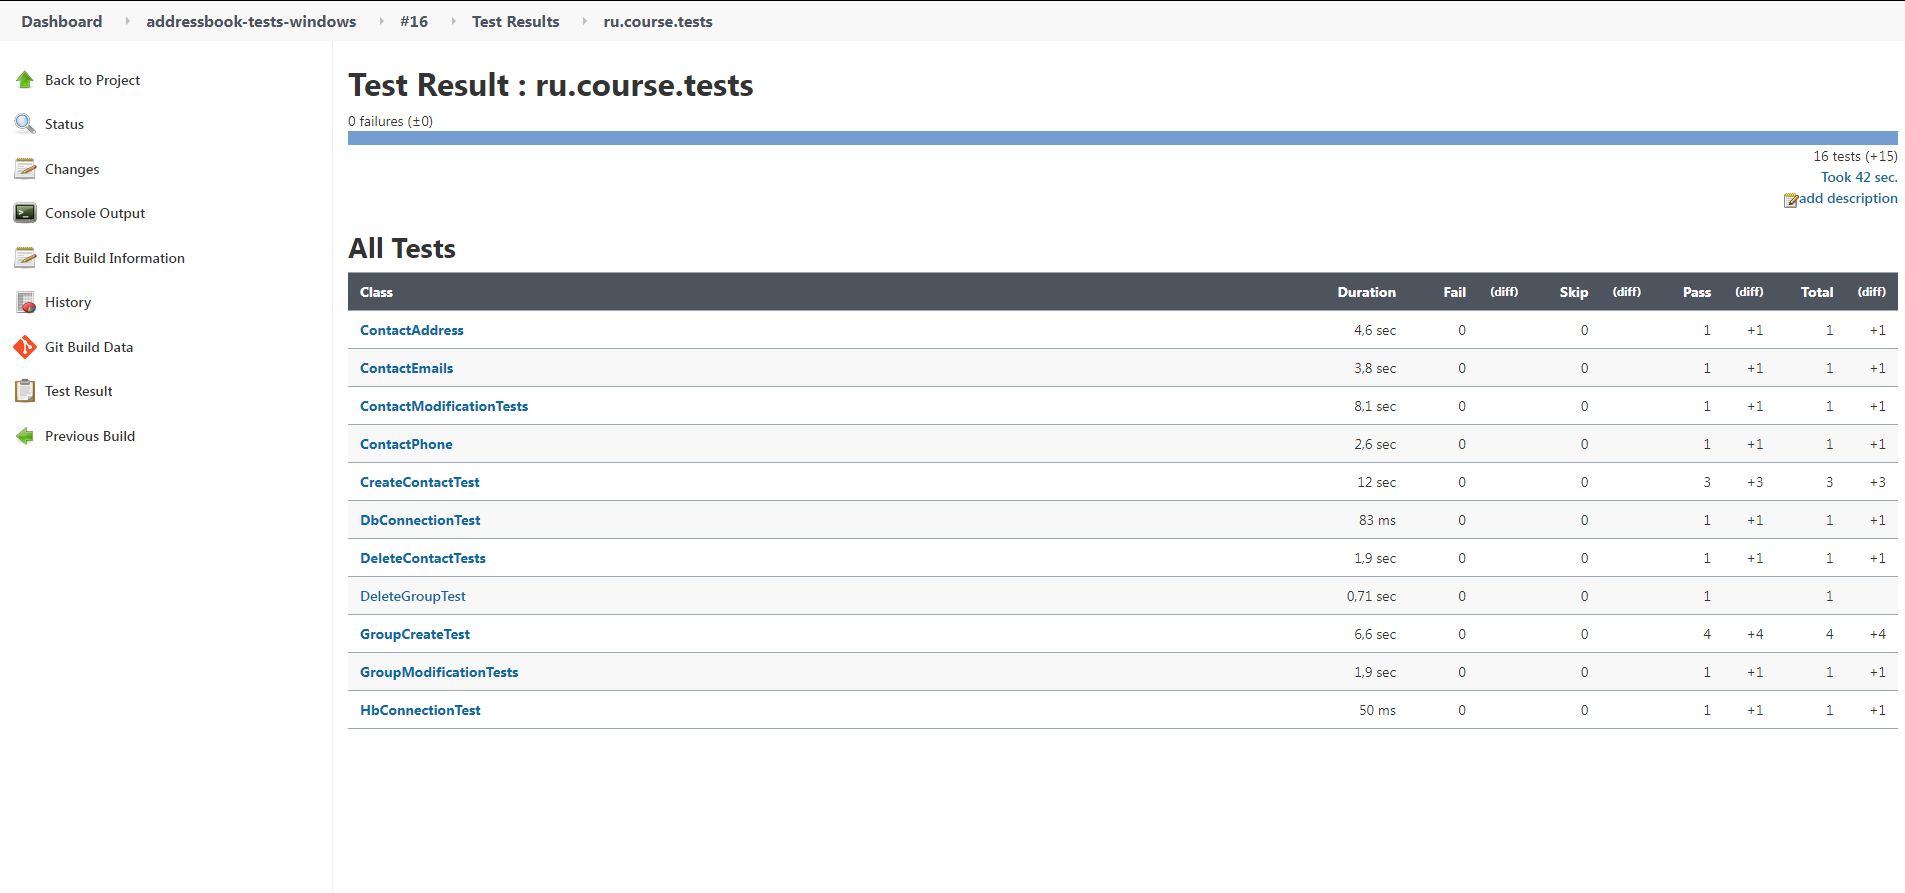 Dashboard addressbook-tests-windows #16 Test Results ru.course.tests
Back to Project
Status
Changes
Console Output
Edit Build Information
History
Git Build Data
Test Result
Previous Build
Test Result : ru.course.tests
0 failures (±0)
16 tests (+15)
Took 42 sec.
add description
All Tests
Class Duration Fail (diff) Skip (diff) Pass (diff) Total (diff)
ContactAddress 4,6 sec 0 0 1 +1 1 +1
ContactEmails 3,8 sec 0 0 1 +1 1 +1
ContactModificationTests 8,1 sec 0 0 1 +1 1 +1
ContactPhone 2,6 sec 0 0 1 +1 1 +1
CreateContactTest 12 sec 0 0 3 +3 3 +3
DbConnectionTest 83 ms 0 0 1 +1 1 +1
DeleteContactTests 1,9 sec 0 0 1 +1 1 +1
DeleteGroupTest 0,71 sec 0 0 1 1
GroupCreateTest 6,6 sec 0 0 4 +4 4 +4
GroupModificationTests 1,9 sec 0 0 1 +1 1 +1
HbConnectionTest 50 ms 0 0 1 +1 1 +1